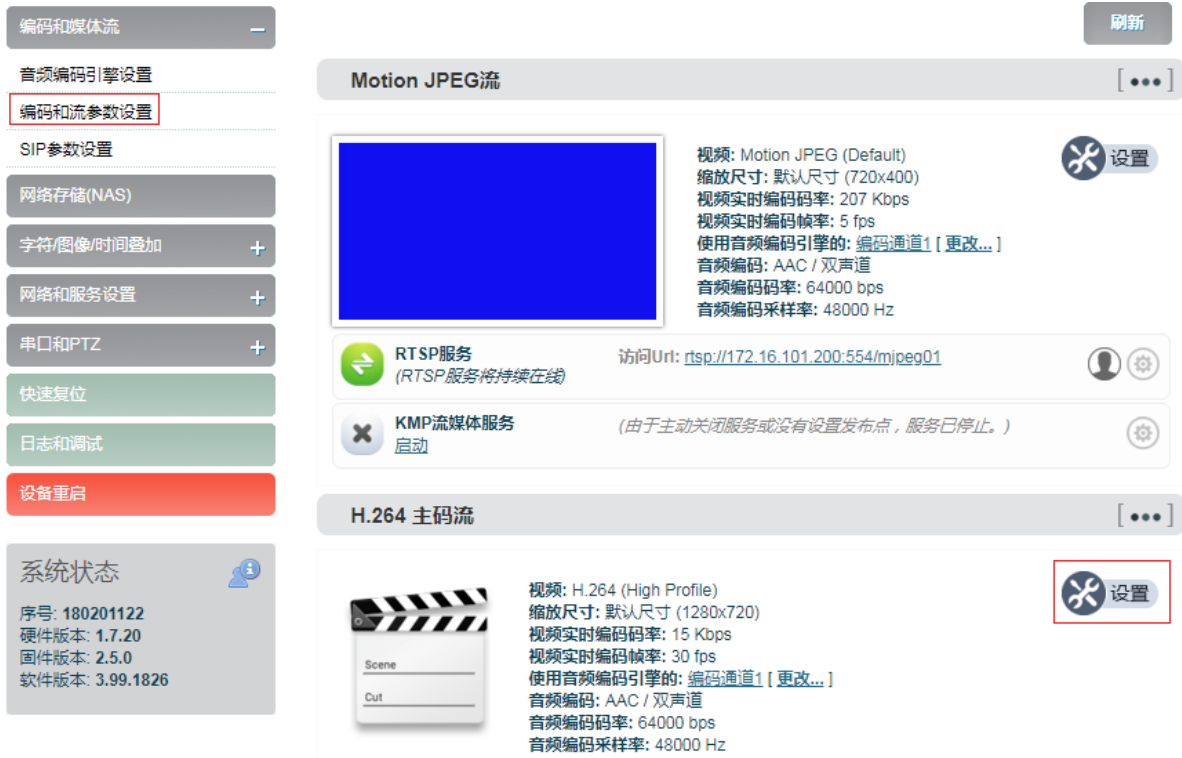 编码和媒体流
音频编码引擎设置
编码和流参数设置
SIP参数设置
网络存储(NAS)
字符/图像/时间叠加
网络和服务设置
串口和PTZ
快速复位
日志和调试
设备重启
系统状态
序号: 180201122
硬件版本: 1.7.20
固件版本: 2.5.0
软件版本: 3.99.1826
刷新
Motion JPEG流
[•••]
视频: Motion JPEG (Default)
缩放尺寸: 默认尺寸 (720x400)
视频实时编码码率: 207 Kbps
视频实时编码帧率: 5 fps
使用音频编码引擎的: 编码通道1 [ 更改... ]
音频编码: AAC / 双声道
音频编码码率: 64000 bps
音频编码采样率: 48000 Hz
设置
RTSP服务
(RTSP服务将持续在线)
访问Url: rtsp://172.16.101.200:554/mjpeg01
KMP流媒体服务
启动
(由于主动关闭服务或没有设置发布点，服务已停止。)
H.264 主码流
[•••]
Scene
Cut
视频: H.264 (High Profile)
缩放尺寸: 默认尺寸 (1280x720)
视频实时编码码率: 15 Kbps
视频实时编码帧率: 30 fps
使用音频编码引擎的: 编码通道1 [ 更改... ]
音频编码: AAC / 双声道
音频编码码率: 64000 bps
音频编码采样率: 48000 Hz
设置